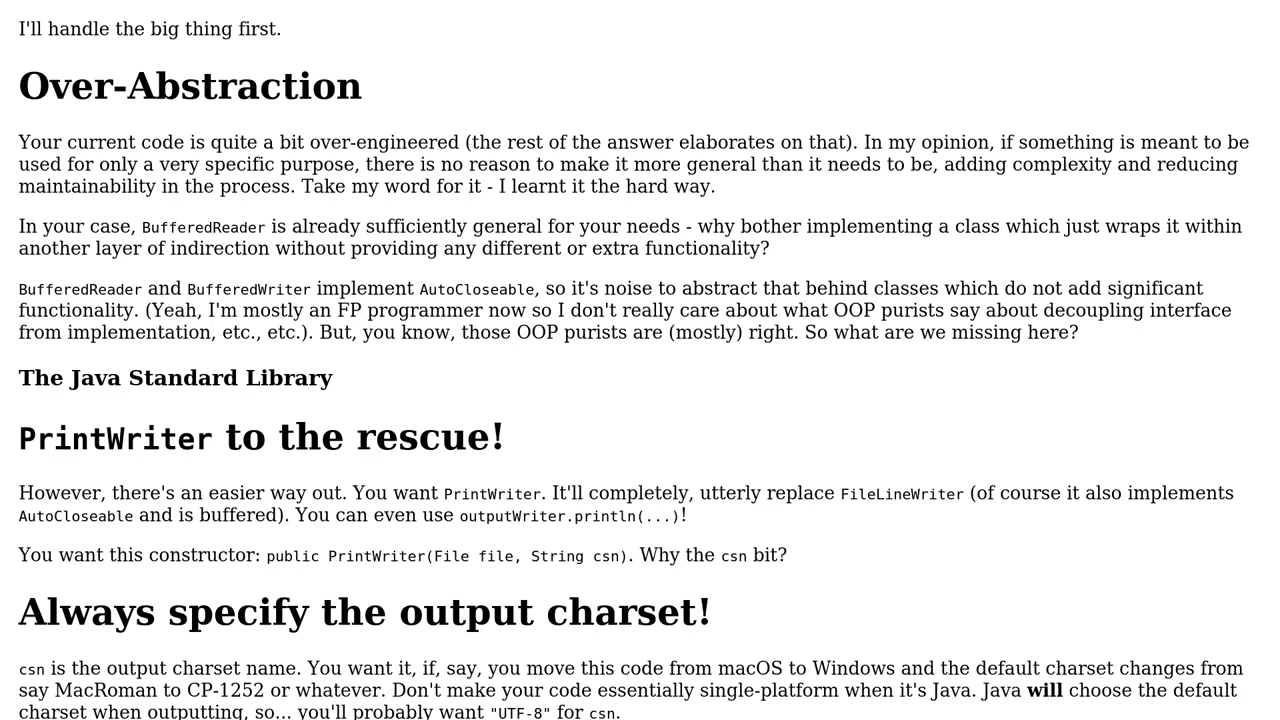 I'll handle the big thing first.
Over-Abstraction
Your current code is quite a bit over-engineered (the rest of the answer elaborates on that). In my opinion, if something is meant to be
used for only a very specific purpose, there is no reason to make it more general than it needs to be, adding complexity and reducing
maintainability in the process. Take my word for it - I learnt it the hard way.
In your case, BufferedReader is already sufficiently general for your needs - why bother implementing a class which just wraps it within
another layer of indirection without providing any different or extra functionality?
BufferedReader and BufferedWriter implement AutoCloseable, so it's noise to abstract that behind classes which do not add significant
functionality. (Yeah, I'm mostly an FP programmer now so I don't really care about what OOP purists say about decoupling interface
from implementation, etc., etc.). But, you know, those OOP purists are (mostly) right. So what are we missing here?
The Java Standard Library
PrintWriter to the rescue!
However, there's an easier way out. You want PrintWriter. It'll completely, utterly replace FileLineWriter (of course it also implements
AutoCloseable and is buffered). You can even use outputWriter.println(...)!
You want this constructor: public PrintWriter(File file, String csn). Why the csn bit?
Always specify the output charset!
csn is the output charset name. You want it, if, say, you move this code from macOS to Windows and the default charset changes from
say MacRoman to CP-1252 or whatever. Don't make your code essentially single-platform when it's Java. Java will choose the default
charset when outputting, so... you'll probably want "UTF-8" for csn.